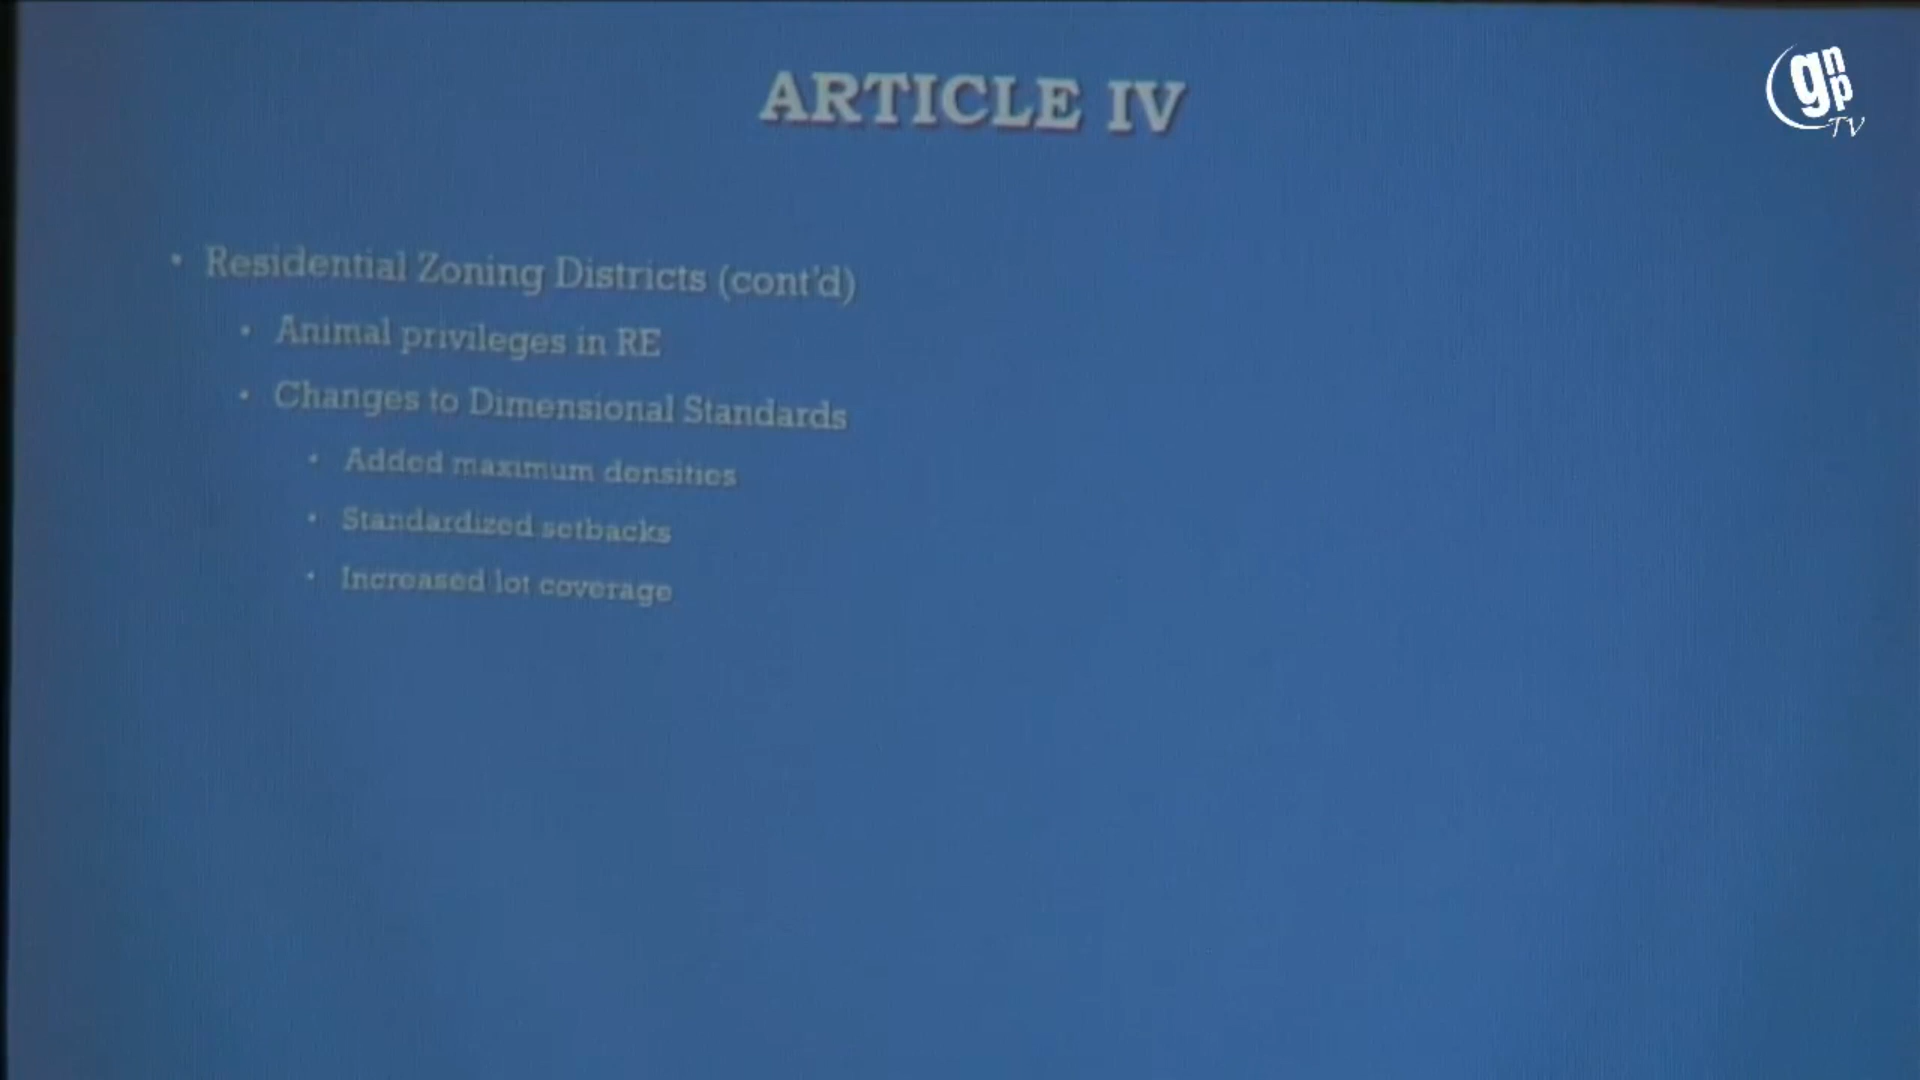 ARTICLE IV
gnp
TV
• Residential Zoning Districts (cont'd)
• Animal privileges in RE
• Changes to Dimensional Standards
• Added maximum densities
• Standardized setbacks
• Increased lot coverage